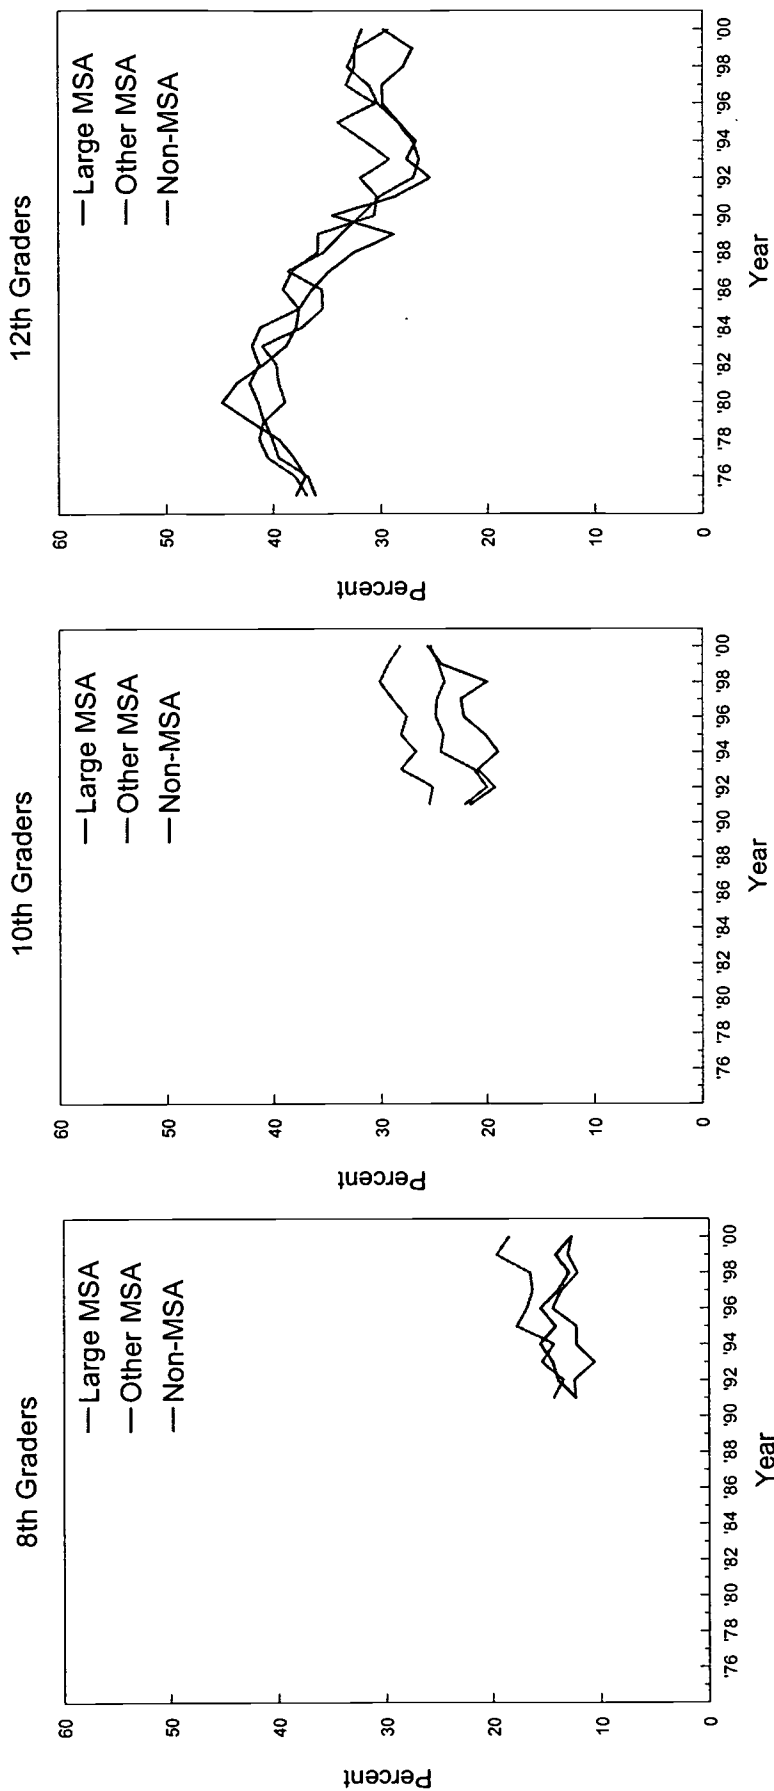 8th Graders
— Large MSA
— Other MSA
— Non-MSA
Percent
60
50
40
30
20
10
0
'76 '78 '80 '82 '84 '86 '88 '90 '92 '94 '96 '98 '00
Year
10th Graders
— Large MSA
— Other MSA
— Non-MSA
Percent
60
50
40
30
20
10
0
'76 '78 '80 '82 '84 '86 '88 '90 '92 '94 '96 '98 '00
Year
12th Graders
— Large MSA
— Other MSA
— Non-MSA
Percent
60
50
40
30
20
10
0
'76 '78 '80 '82 '84 '86 '88 '90 '92 '94 '96 '98 '00
Year